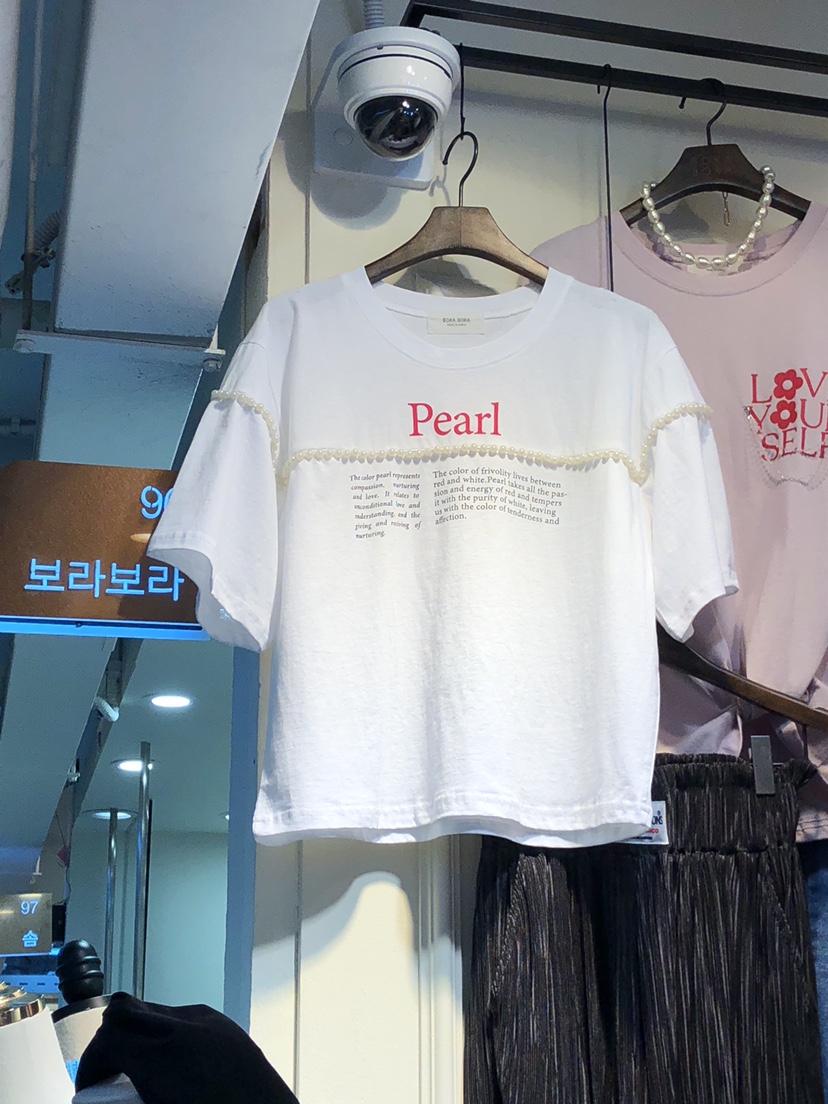 BORA BORA
Pearl
The color pearl represents
compassion, nurturing
and love. It relates to
unconditional love and
understanding, and the
giving and reiving of
nurturing.
The color of frivolity lives between
red and white.Pearl takes all the pas-
sion and energy of red and tempers
it with the purity of white, leaving
us with the color of tenderness and
affection.
LOV
YOU
SELF
보라보라
97
솜